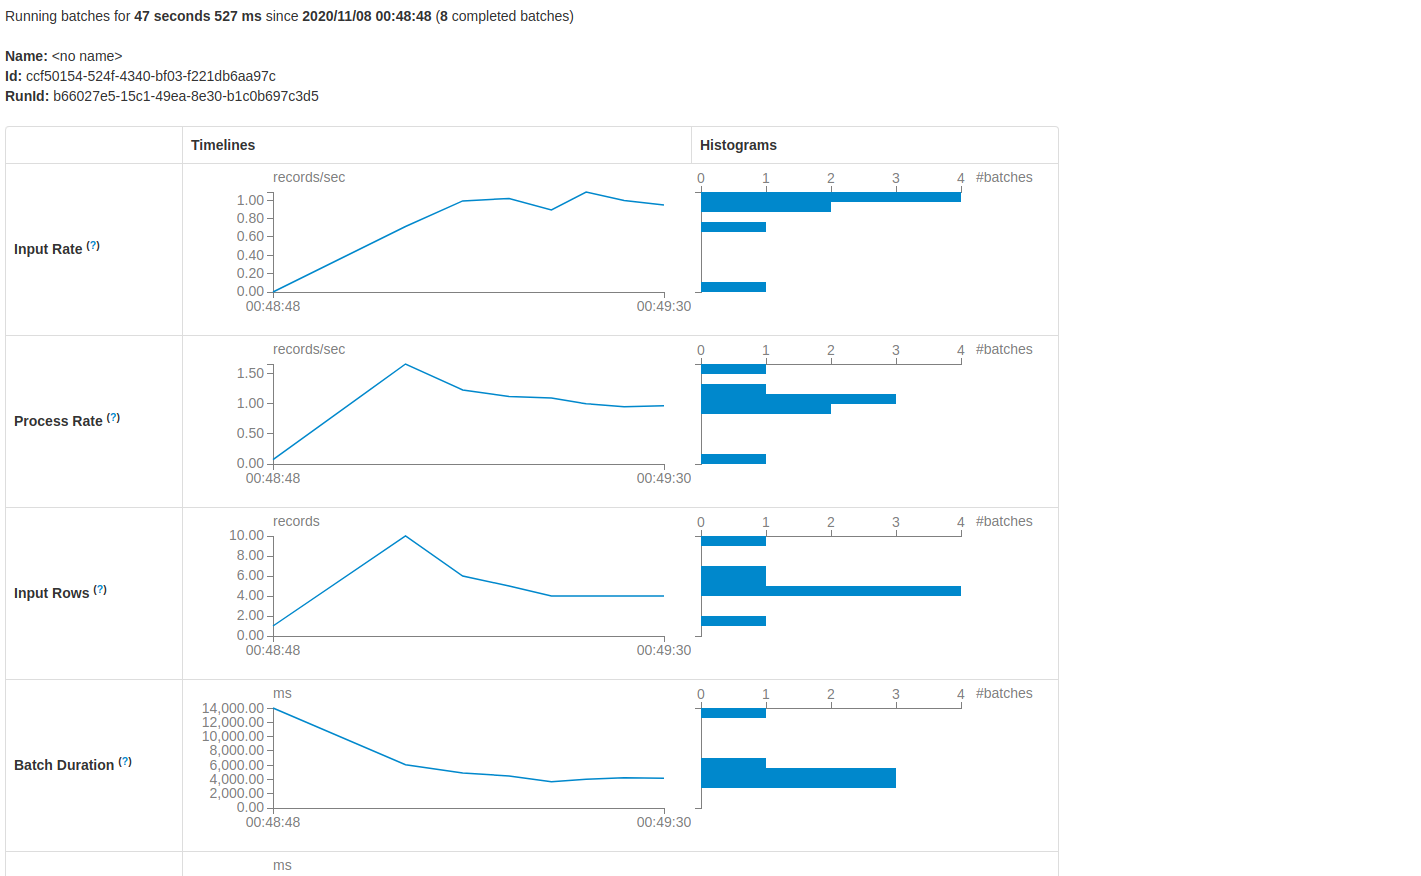 Running batches for 47 seconds 527 ms since 2020/11/08 00:48:48 (8 completed batches)
Name: <no name>
Id: ccf50154-524f-4340-bf03-f221db6aa97c
RunId: b66027e5-15c1-49ea-8e30-b1c0b697c3d5
Timelines Histograms
Input Rate (?)
records/sec
1.00
0.80
0.60
0.40
0.20
0.00
00:48:48 00:49:30
0 1 2 3 4 #batches
Process Rate (?)
records/sec
1.50
1.00
0.50
0.00
00:48:48 00:49:30
0 1 2 3 4 #batches
Input Rows (?)
records
10.00
8.00
6.00
4.00
2.00
0.00
00:48:48 00:49:30
0 1 2 3 4 #batches
Batch Duration (?)
ms
14,000.00
12,000.00
10,000.00
8,000.00
6,000.00
4,000.00
2,000.00
0.00
00:48:48 00:49:30
0 1 2 3 4 #batches
ms